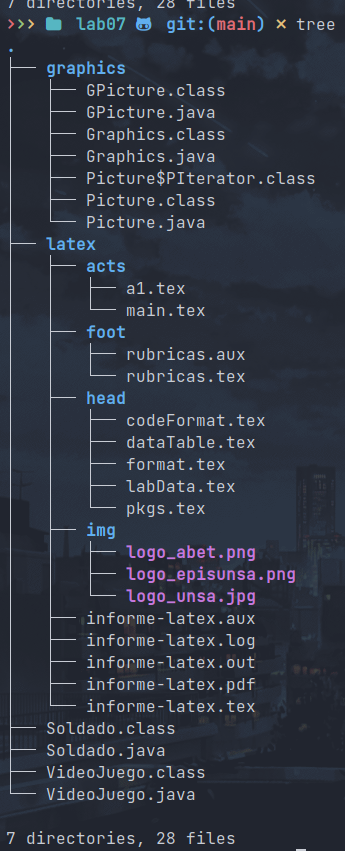 7 directories, 28 files
>>> lab07 git:(main) × tree
.
├── graphics
│   ├── GPicture.class
│   ├── GPicture.java
│   ├── Graphics.class
│   ├── Graphics.java
│   ├── Picture$PIterator.class
│   ├── Picture.class
│   └── Picture.java
├── latex
│   ├── acts
│   │   ├── a1.tex
│   │   └── main.tex
│   ├── foot
│   │   ├── rubricas.aux
│   │   └── rubricas.tex
│   ├── head
│   │   ├── codeFormat.tex
│   │   ├── dataTable.tex
│   │   ├── format.tex
│   │   ├── labData.tex
│   │   └── pkgs.tex
│   ├── img
│   │   ├── logo_abet.png
│   │   ├── logo_episunsa.png
│   │   └── logo_unsa.jpg
│   ├── informe-latex.aux
│   ├── informe-latex.log
│   ├── informe-latex.out
│   ├── informe-latex.pdf
│   └── informe-latex.tex
├── Soldado.class
├── Soldado.java
├── VideoJuego.class
└── VideoJuego.java
7 directories, 28 files